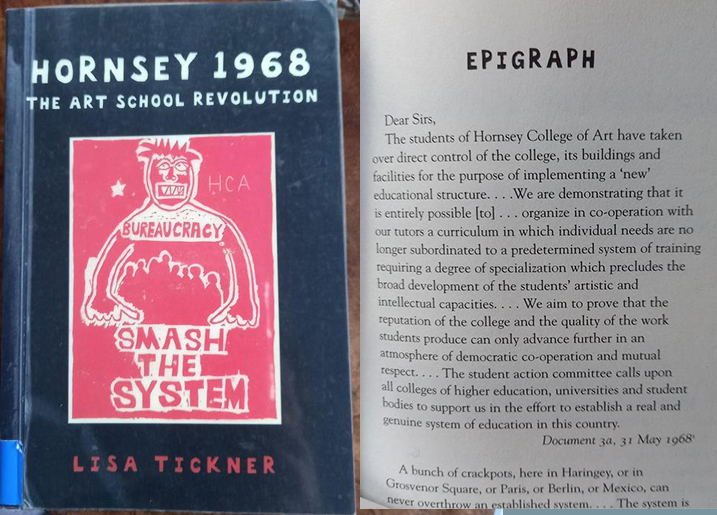 HORNSEY 1968
THE ART SCHOOL REVOLUTION
HCA
BUREAUCRACY
SMASH
THE
SYSTEM
LISA TICKNER
EPIGRAPH
Dear Sirs,
The students of Hornsey College of Art have taken
over direct control of the college, its buildings and
facilities for the purpose of implementing a ‘new’
educational structure. . . .We are demonstrating that it
is entirely possible [to] . . . organize in co-operation with
our tutors a curriculum in which individual needs are no
longer subordinated to a predetermined system of training
requiring a degree of specialization which precludes the
broad development of the students’ artistic and
intellectual capacities. . . . We aim to prove that the
reputation of the college and the quality of the work
students produce can only advance further in an
atmosphere of democratic co-operation and mutual
respect. . . . The student action committee calls upon
all colleges of higher education, universities and student
bodies to support us in the effort to establish a real and
genuine system of education in this country.
Document 3a, 31 May 1968
A bunch of crackpots, here in Haringey, or in
Grosvenor Square, or Paris, or Berlin, or Mexico, can
never overthrow an established system. . . . The system is